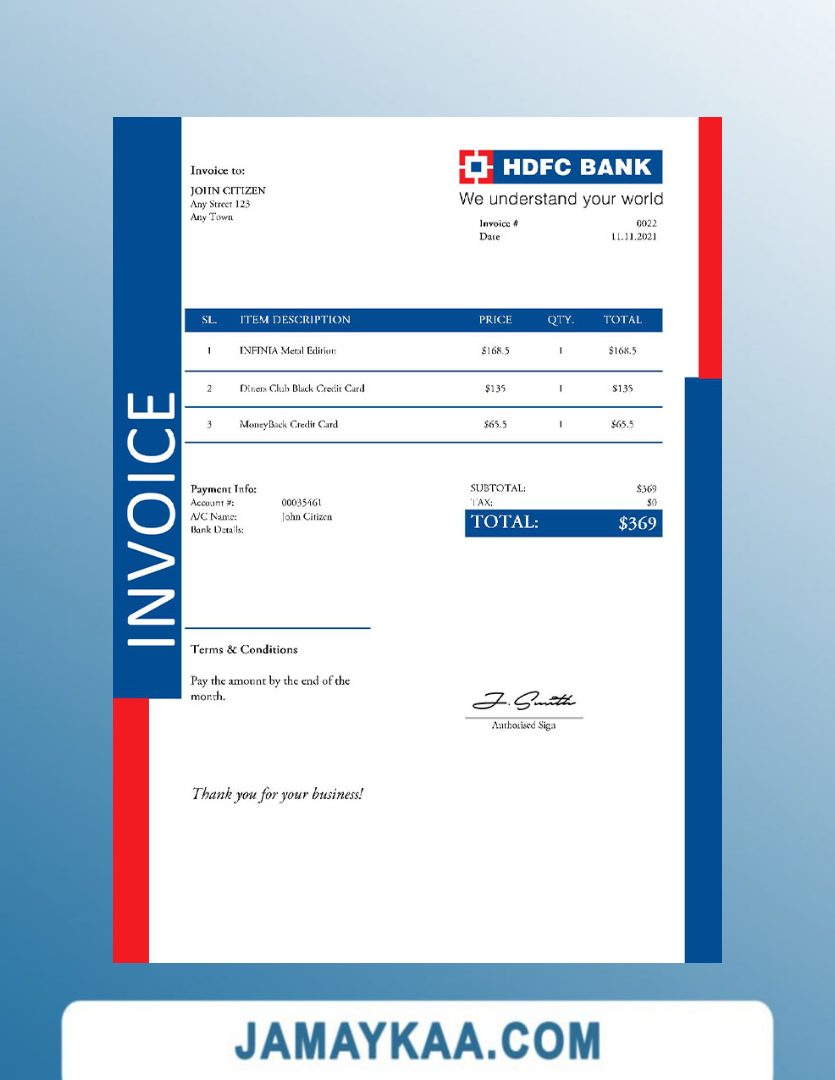 INVOICE
Invoice to:
JOHN CITIZEN
Any Street 123
Any Town
HDFC BANK
We understand your world
Invoice # 0022
Date 11.11.2021
SL. ITEM DESCRIPTION PRICE QTY. TOTAL
1 INFINIA Metal Edition $168.5 1 $168.5
2 Diners Club Black Credit Card $135 1 $135
3 MoneyBack Credit Card $65.5 1 $65.5
Payment Info:
Account #: 00035461
A/C Name: John Citizen
Bank Details:
SUBTOTAL: $369
TAX: $0
TOTAL: $369
Terms & Conditions
Pay the amount by the end of the
month.
J. Smith
Authorised Sign
Thank you for your business!
JAMAYKAA.COM